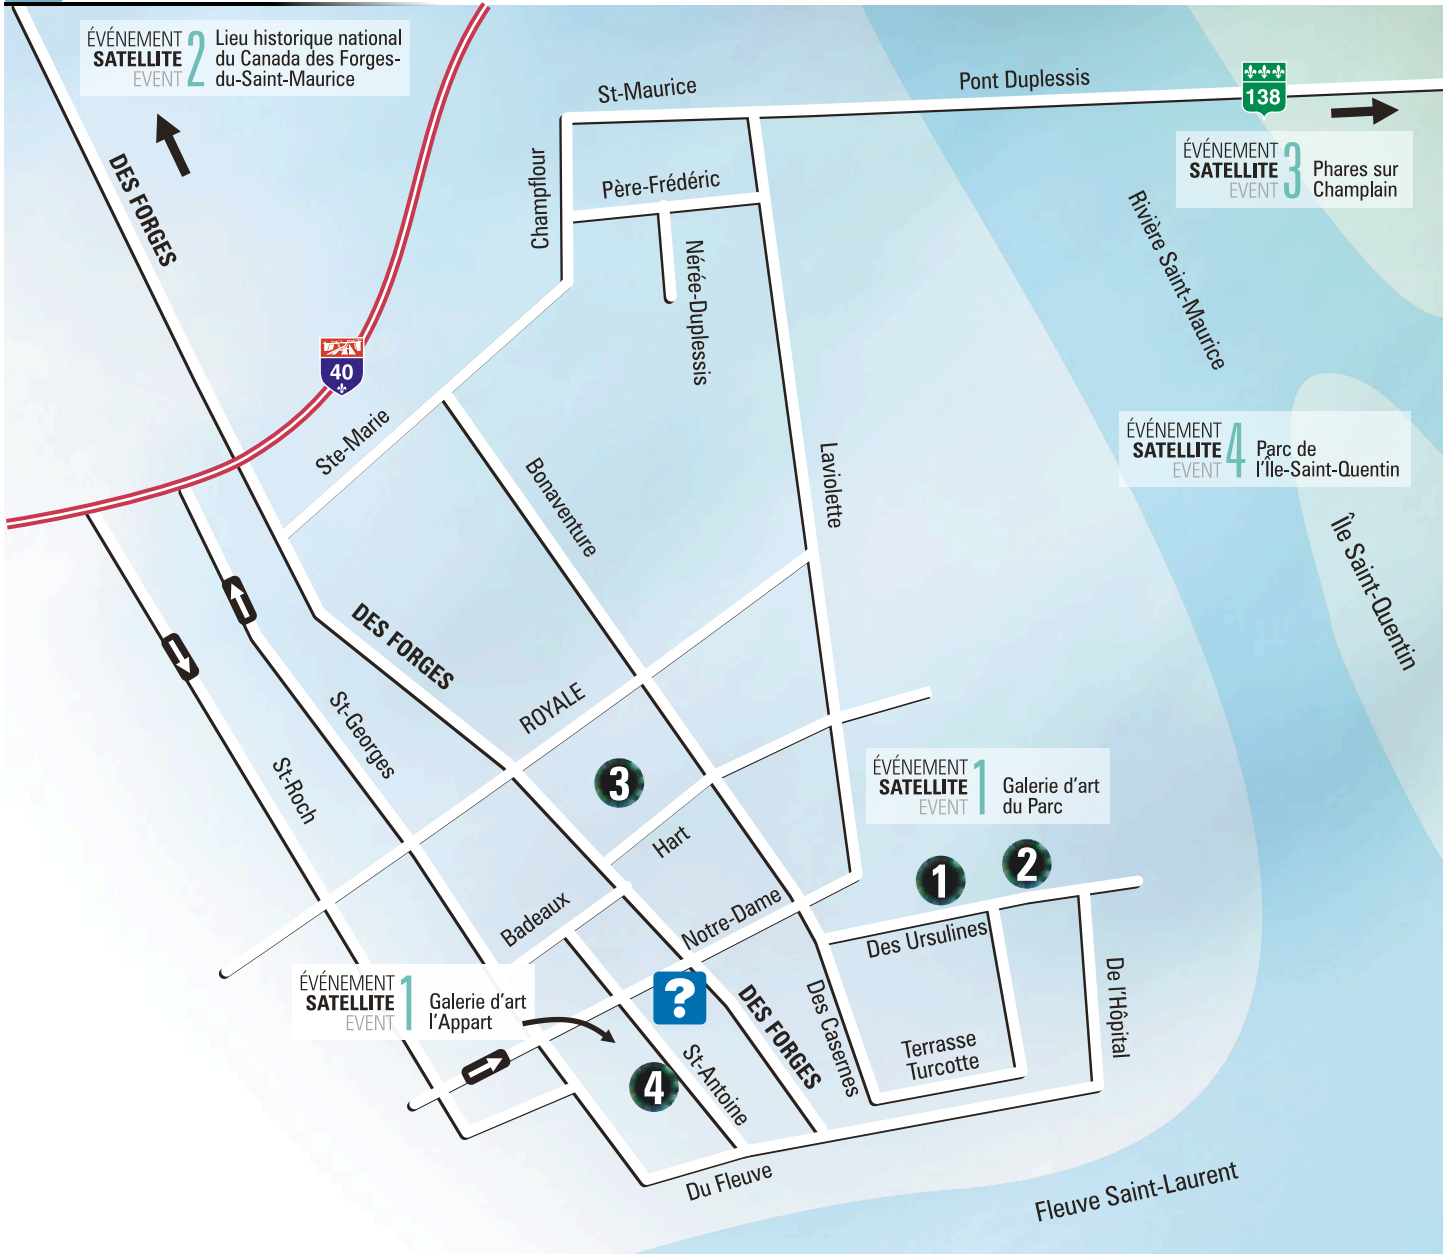 ÉVÉNEMENT
SATELLITE
EVENT
2
Lieu historique national
du Canada des Forges-
du-Saint-Maurice
St-Maurice
Pont Duplessis
138
ÉVÉNEMENT
SATELLITE
EVENT
3
Phares sur
Champlain
DES FORGES
Champflour
Père-Frédéric
Nérée-Duplessis
Rivière Saint-Maurice
40
Ste-Marie
Bonaventure
Laviolette
ÉVÉNEMENT
SATELLITE
EVENT
4
Parc de
l'Île-Saint-Quentin
Île Saint-Quentin
DES FORGES
ROYALE
St-Georges
St-Roch
3
Hart
ÉVÉNEMENT
SATELLITE
EVENT
1
Galerie d'art
du Parc
1
2
Badeaux
Notre-Dame
Des Ursulines
ÉVÉNEMENT
SATELLITE
EVENT
1
Galerie d'art
l'Appart
?
DES FORGES
Des Casernes
De l'Hôpital
Terrasse
Turcotte
4
St-Antoine
Du Fleuve
Fleuve Saint-Laurent